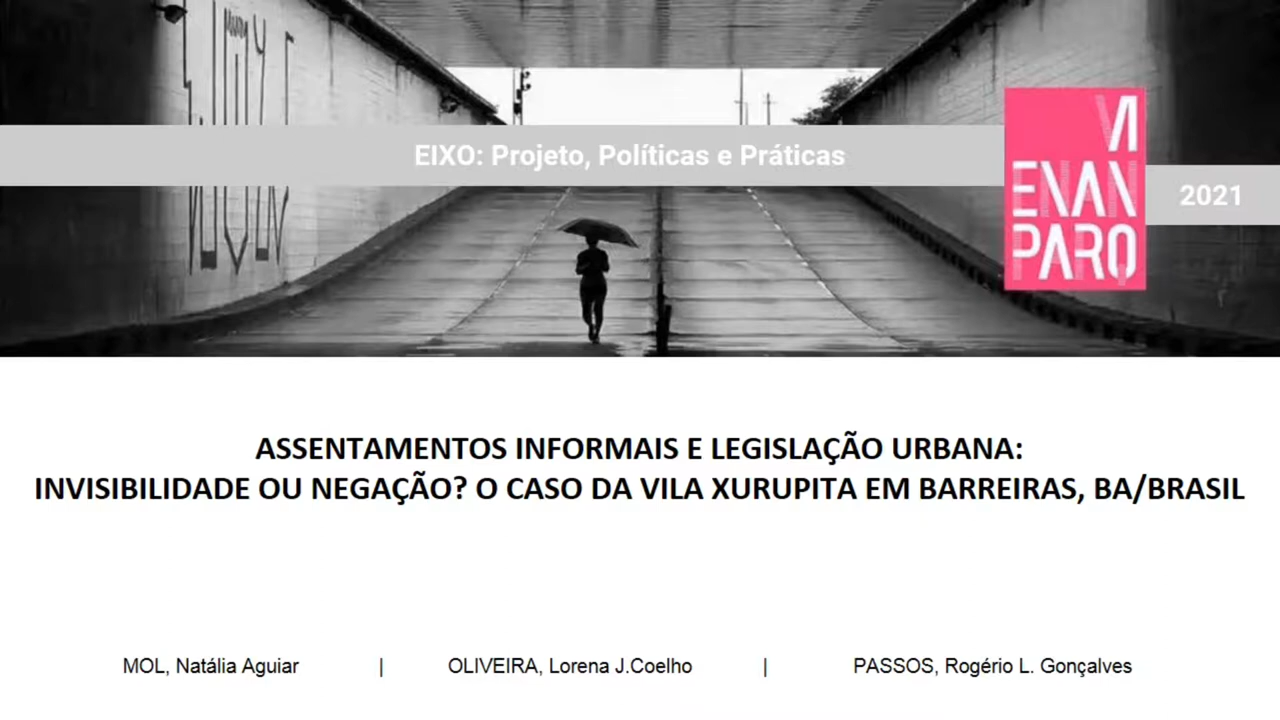 EIXO: Projeto, Políticas e Práticas
VI
ENAN
PARQ
2021
ASSENTAMENTOS INFORMAIS E LEGISLAÇÃO URBANA:
INVISIBILIDADE OU NEGAÇÃO? O CASO DA VILA XURUPITA EM BARREIRAS, BA/BRASIL
MOL, Natália Aguiar | OLIVEIRA, Lorena J.Coelho | PASSOS, Rogério L. Gonçalves